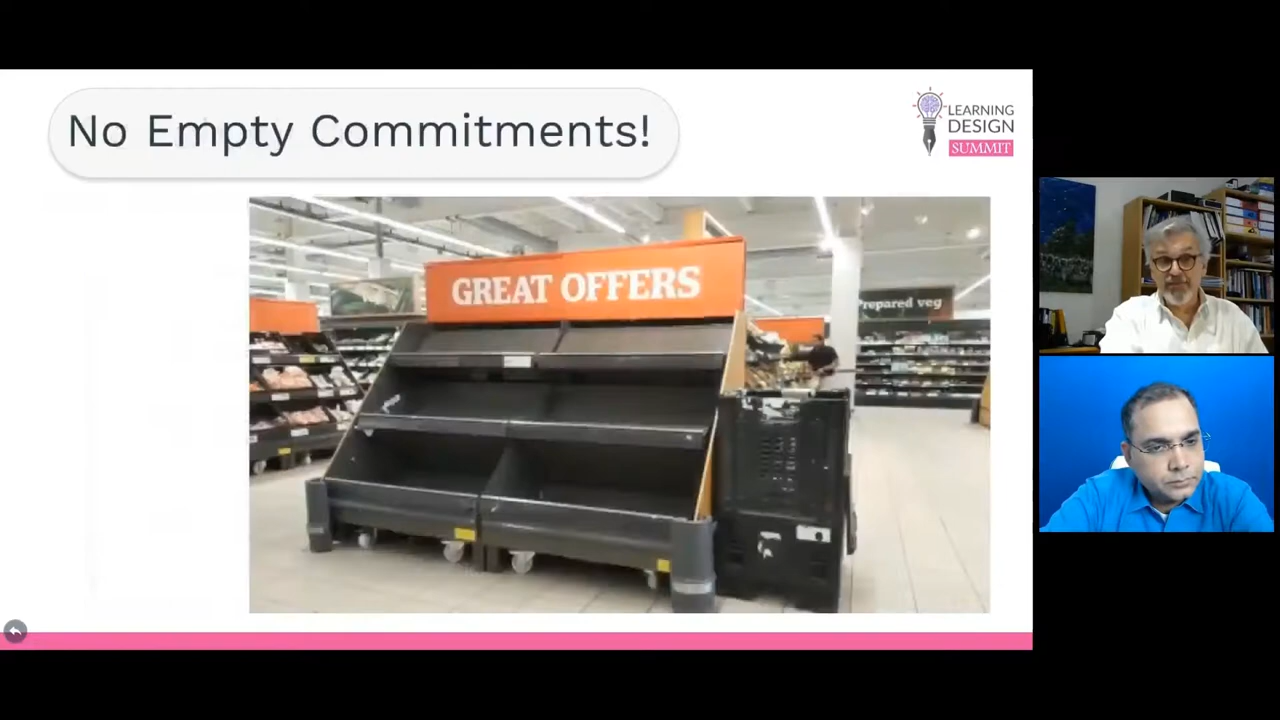 No Empty Commitments!
LEARNING
DESIGN
SUMMIT
GREAT OFFERS
Prepared veg